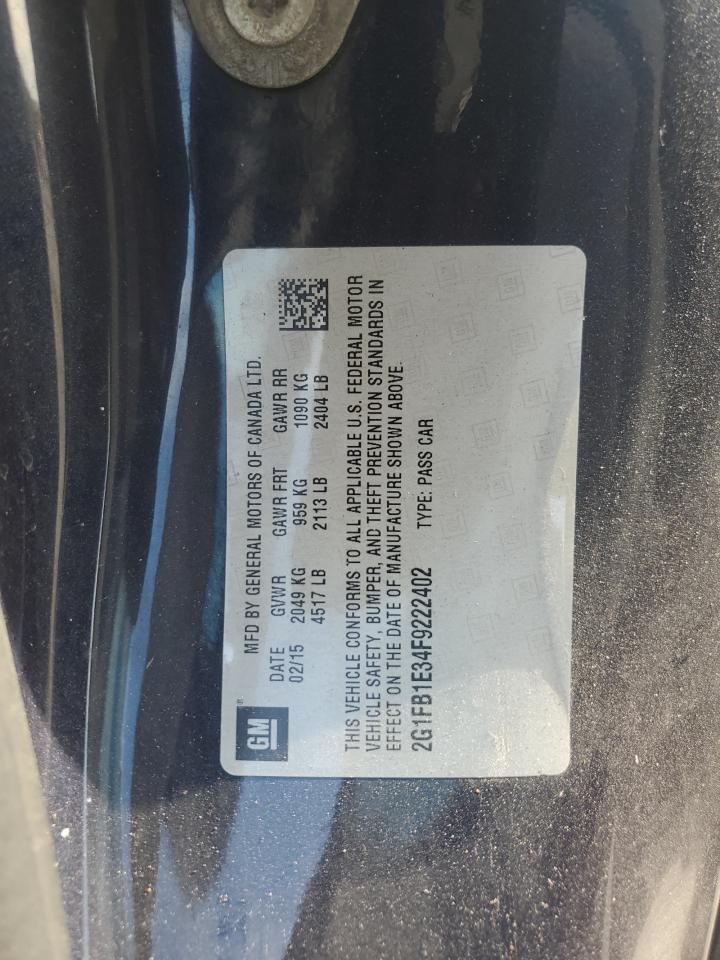 GM
MFD BY GENERAL MOTORS OF CANADA LTD.
DATE GVWR GAWR FRT GAWR RR
02/15 2049 KG 959 KG 1090 KG
4517 LB 2113 LB 2404 LB
THIS VEHICLE CONFORMS TO ALL APPLICABLE U.S. FEDERAL MOTOR
VEHICLE SAFETY, BUMPER, AND THEFT PREVENTION STANDARDS IN
EFFECT ON THE DATE OF MANUFACTURE SHOWN ABOVE.
2G1FB1E34F9222402 TYPE: PASS CAR